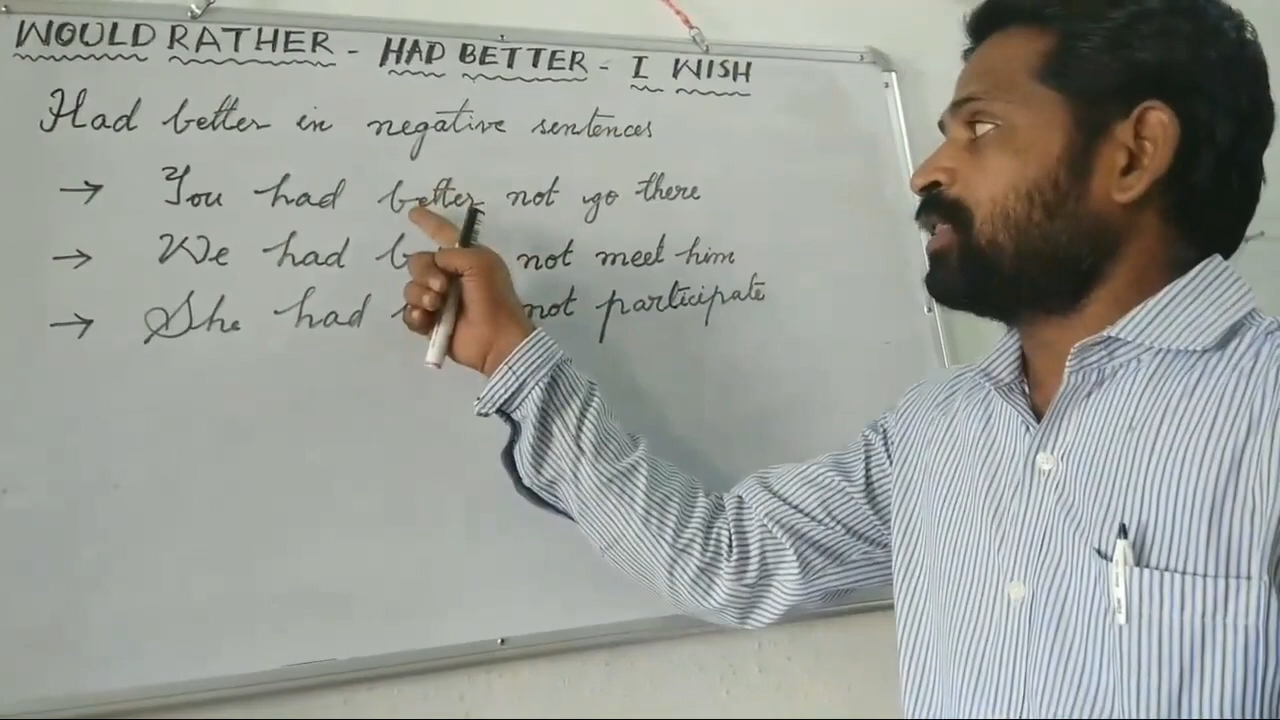 WOULD RATHER - HAD BETTER - I WISH
Had better in negative sentences
→ You had better not go there
→ We had b not meet him
→ She had not participate